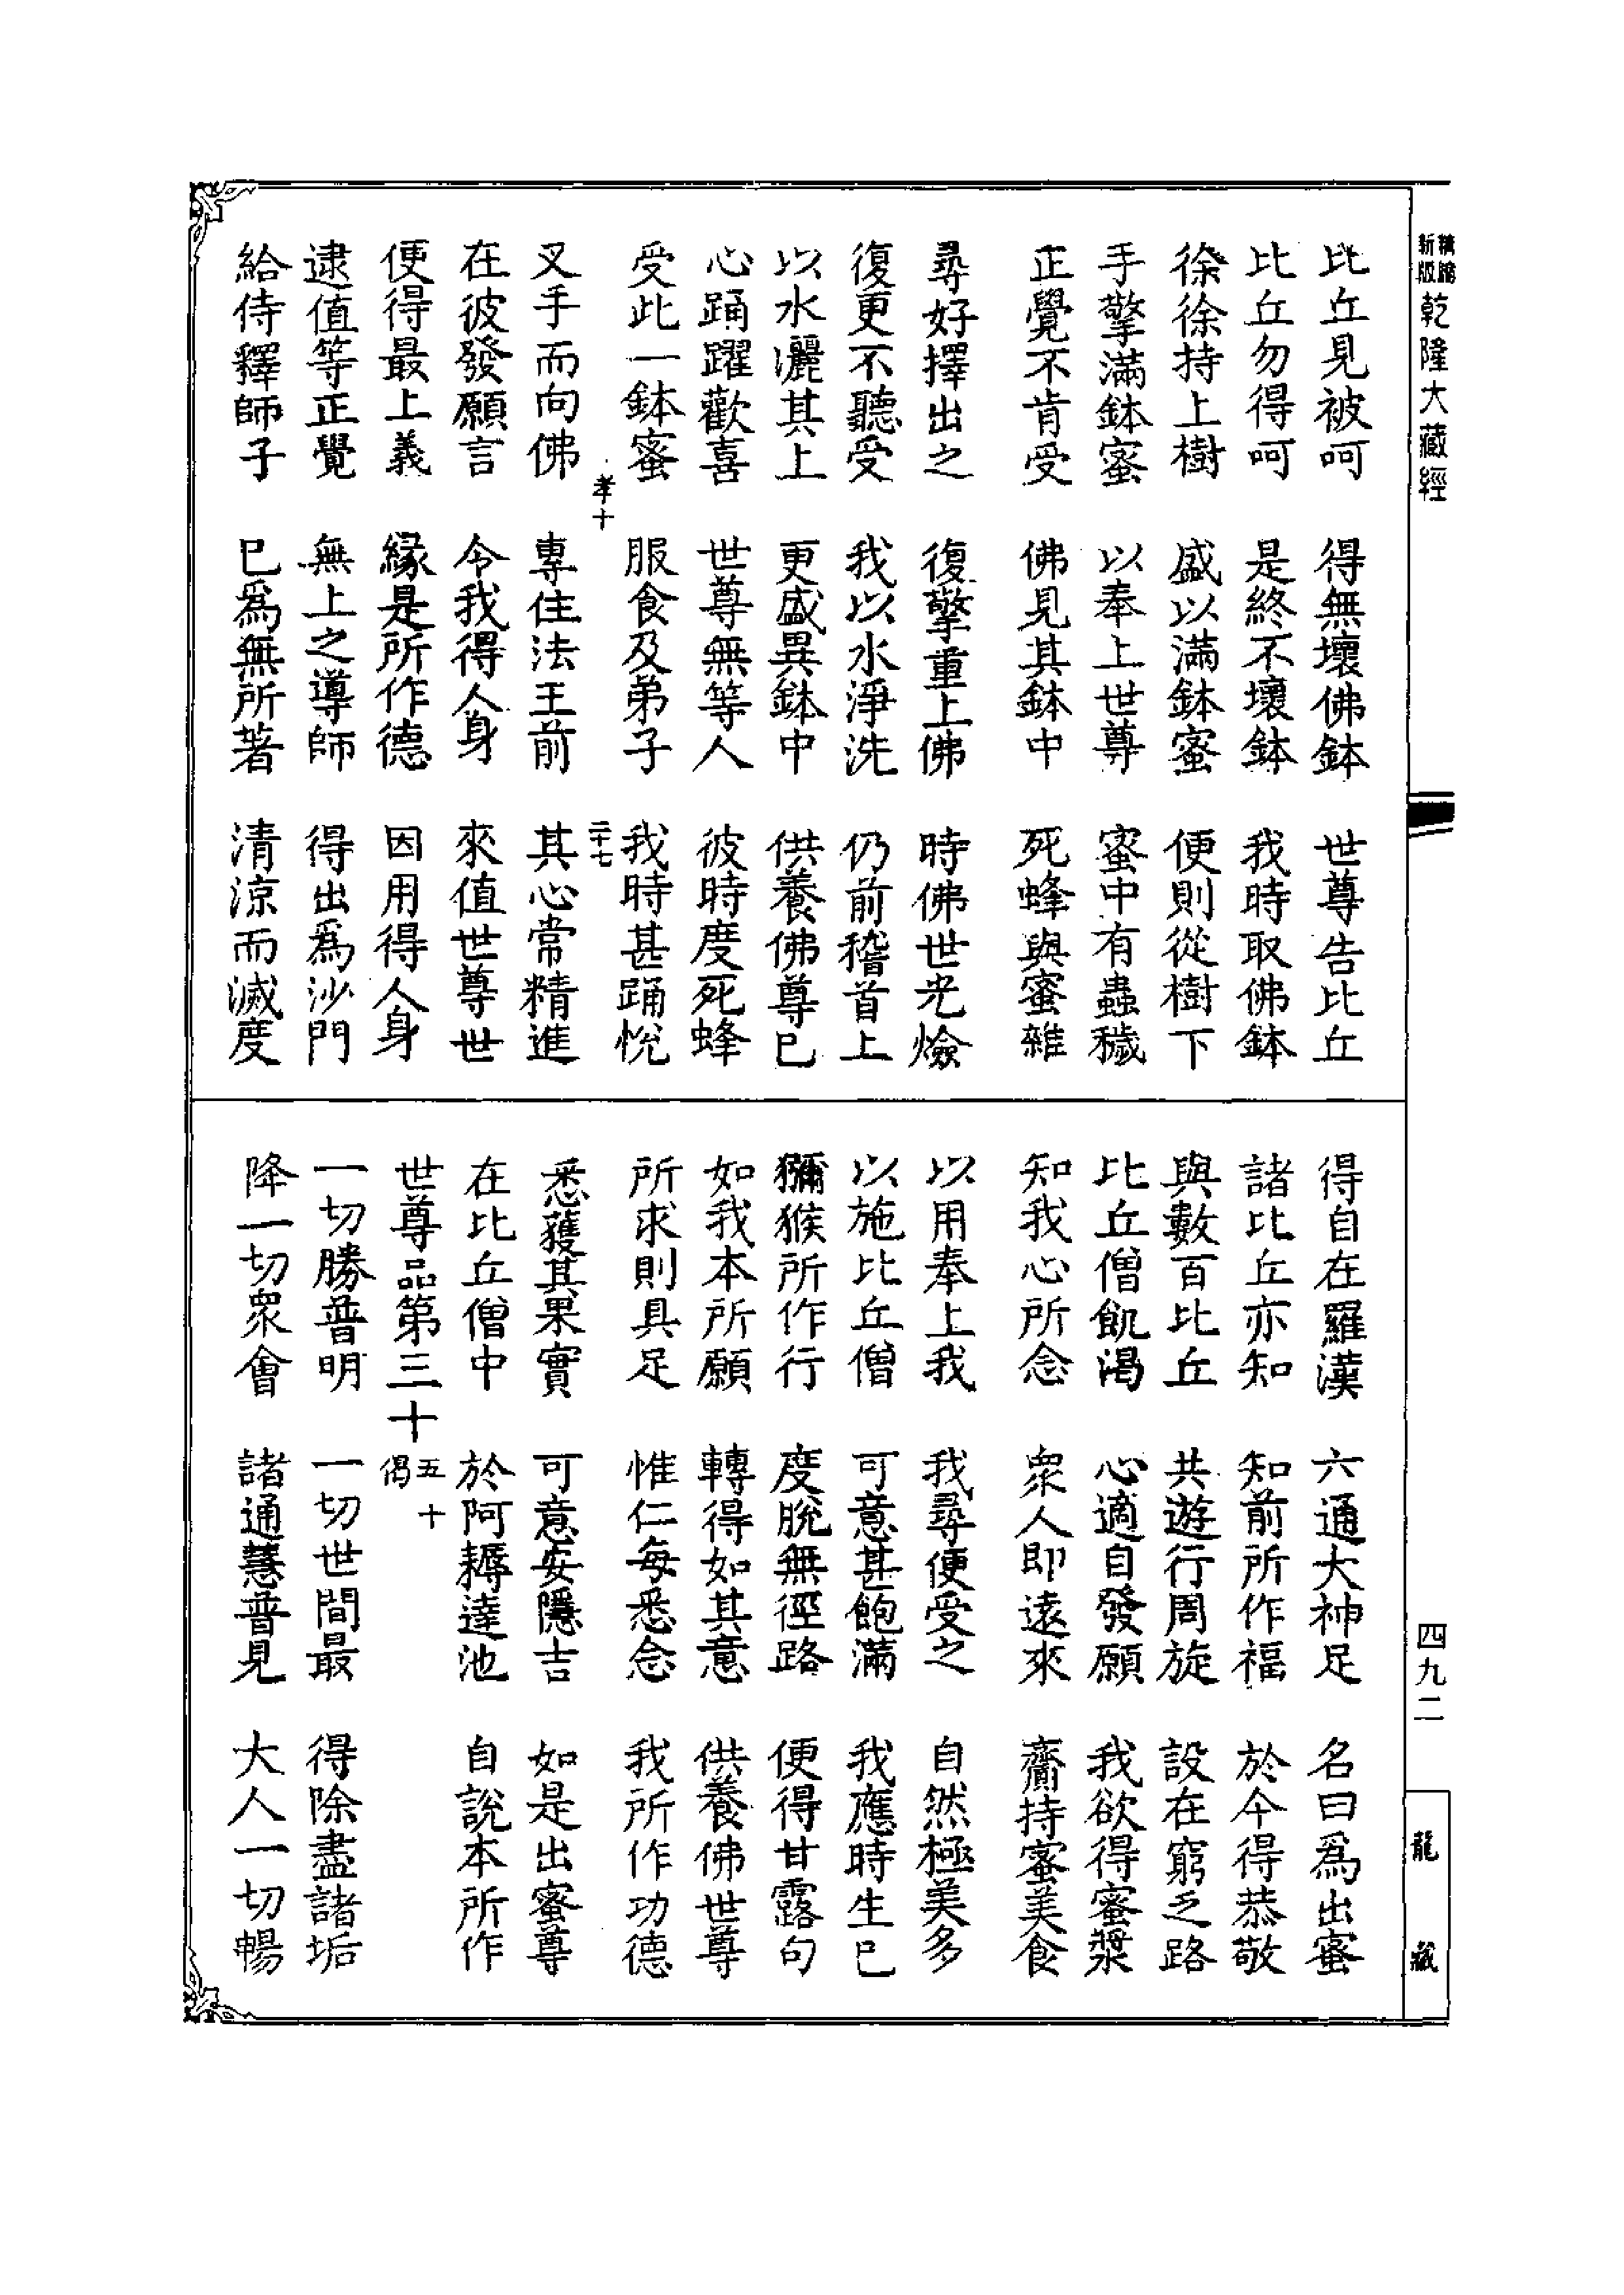 精縮新版乾隆大藏經
比丘見被呵 得無壞佛鉢 世尊告比丘
比丘勿得呵 是終不壞鉢 我時取佛鉢
徐徐持上樹 盛以滿鉢蜜 便則從樹下
手擎滿鉢蜜 以奉上世尊 蜜中有蟲穢
正覺不肯受 佛見其鉢中 死蜂與蜜雜
尋好擇出之 復擎重上佛 時佛世光爓
復更不聽受 我以水淨洗 仍前稽首上
以水灑其上 更盛異鉢中 供養佛尊已
心踊躍歡喜 世尊無等人 彼時度死蜂
受此一鉢蜜 服食及弟子 我時甚踊悅
孝十 二十七
叉手而向佛 專住法王前 其心常精進
在彼發願言 令我得人身 來值世尊世
便得最上義 緣是所作德 因用得人身
逮值等正覺 無上之導師 得出爲沙門
給侍釋師子 已爲無所著 清涼而滅度
四九二
龍藏
得自在羅漢 六通大神足 名曰爲出蜜
諸比丘亦知 知前所作福 於今得恭敬
與數百比丘 共遊行周旋 設在窮乏路
比丘僧飢渴 心適自發願 我欲得蜜漿
知我心所念 衆人即遠來 齎持蜜美食
以用奉上我 我尋便受之 自然極美多
以施比丘僧 可意甚飽滿 我應時生已
獼猴所作行 度脫無徑路 便得甘露句
如我本所願 轉得如其意 供養佛世尊
所求則具足 惟仁每悉念 我所作功德
悉獲其果實 可意安隱吉 如是出蜜尊
在比丘僧中 於阿耨達池 自說本所作
世尊品第三十 五十偈
一切勝普明 一切世間最 得除盡諸垢
降一切衆會 諸通慧普見 大人一切暢